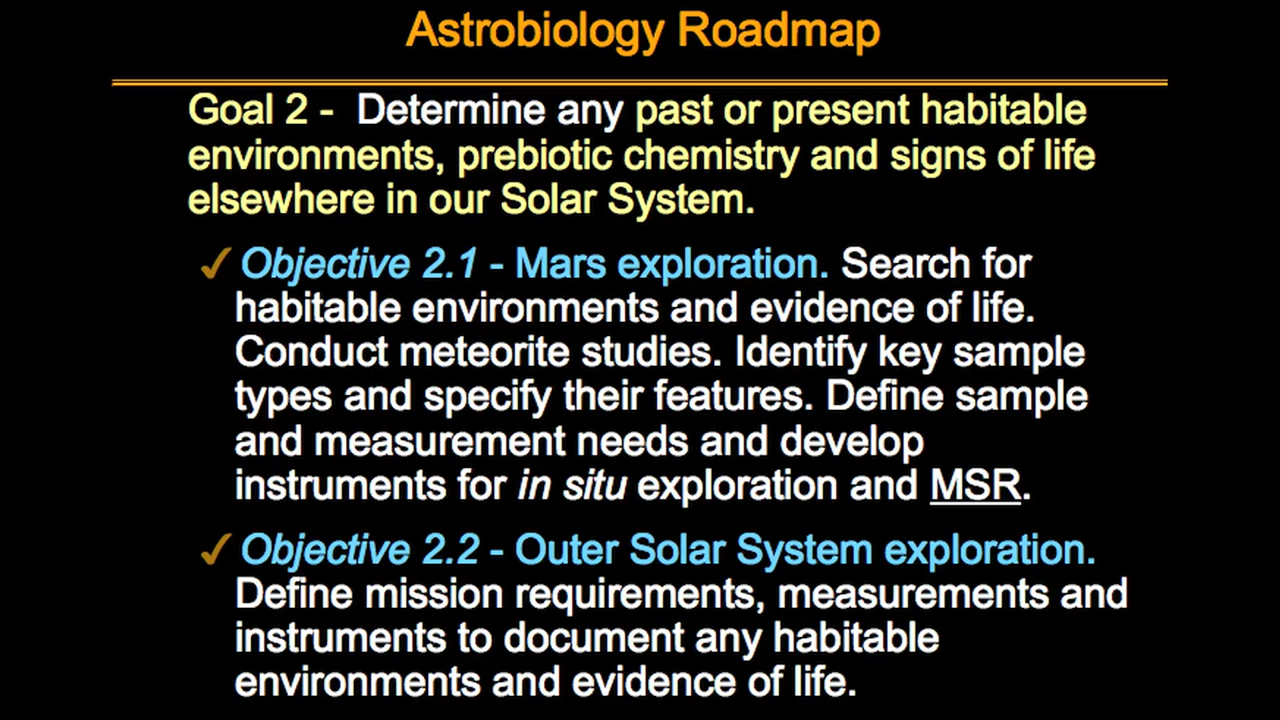 Astrobiology Roadmap
Goal 2 - Determine any past or present habitable
environments, prebiotic chemistry and signs of life
elsewhere in our Solar System.
✓Objective 2.1 - Mars exploration. Search for
habitable environments and evidence of life.
Conduct meteorite studies. Identify key sample
types and specify their features. Define sample
and measurement needs and develop
instruments for in situ exploration and MSR.
✓Objective 2.2 - Outer Solar System exploration.
Define mission requirements, measurements and
instruments to document any habitable
environments and evidence of life.